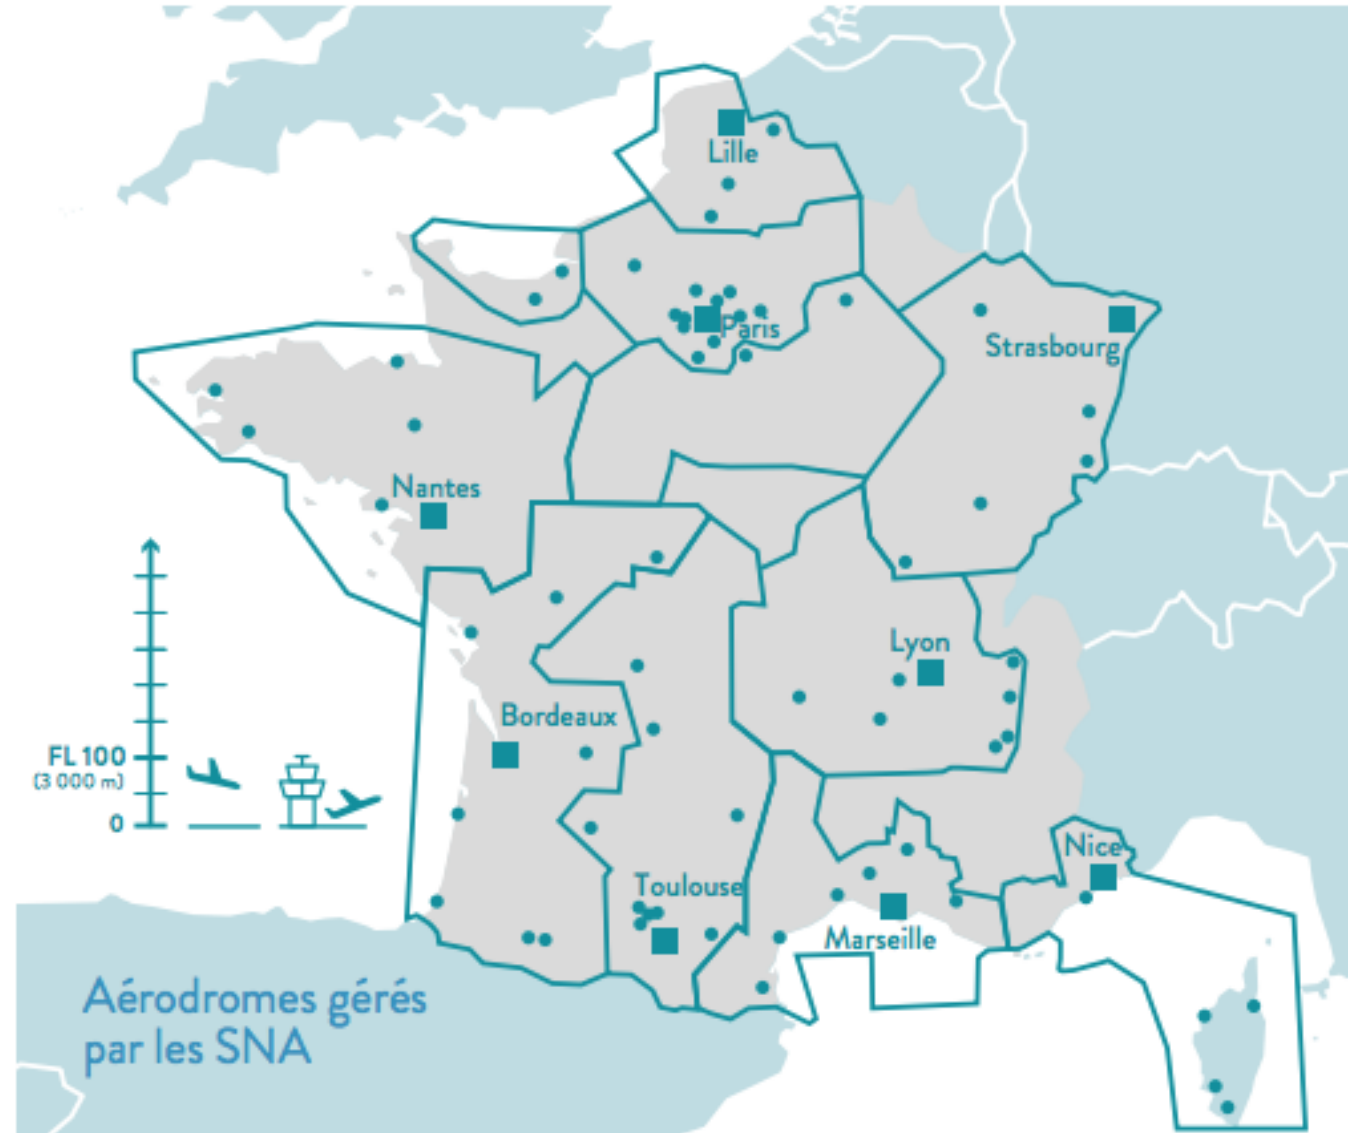 Lille
Paris
Strasbourg
Nantes
Lyon
Bordeaux
FL 100
(3 000 m)
0
Nice
Toulouse
Marseille
Aérodromes gérés
par les SNA